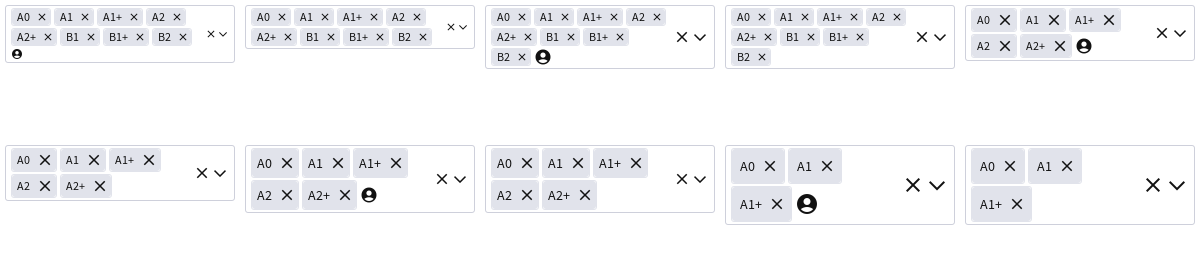 A0 A1 A1+ A2
A2+ B1 B1+ B2
A0 A1 A1+ A2
A2+ B1 B1+ B2
A0 A1 A1+ A2
A2+ B1 B1+
B2
A0 A1 A1+ A2
A2+ B1 B1+
B2
A0 A1 A1+
A2 A2+
A0 A1 A1+
A2 A2+
A0 A1 A1+
A2 A2+
A0 A1 A1+
A2 A2+
A0 A1
A1+
A0 A1
A1+